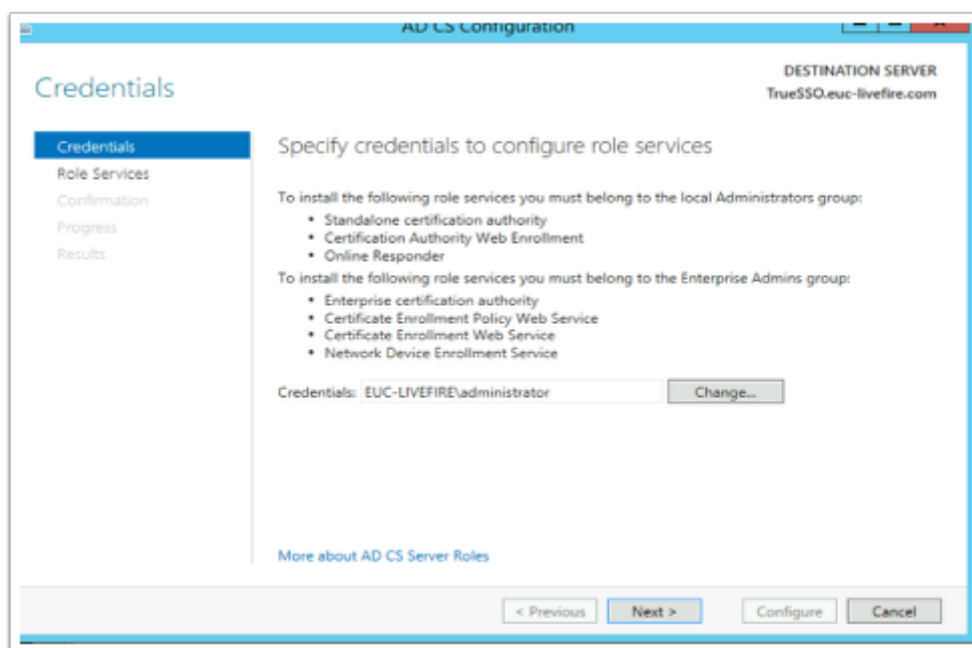 AD CS Configuration
Credentials
DESTINATION SERVER
TrueSSO.euc-livefire.com
Credentials
Role Services
Confirmation
Progress
Results
Specify credentials to configure role services
To install the following role services you must belong to the local Administrators group:
• Standalone certification authority
• Certification Authority Web Enrollment
• Online Responder
To install the following role services you must belong to the Enterprise Admins group:
• Enterprise certification authority
• Certificate Enrollment Policy Web Service
• Certificate Enrollment Web Service
• Network Device Enrollment Service
Credentials: EUC-LIVEFIRE\administrator Change...
More about AD CS Server Roles
< Previous Next > Configure Cancel